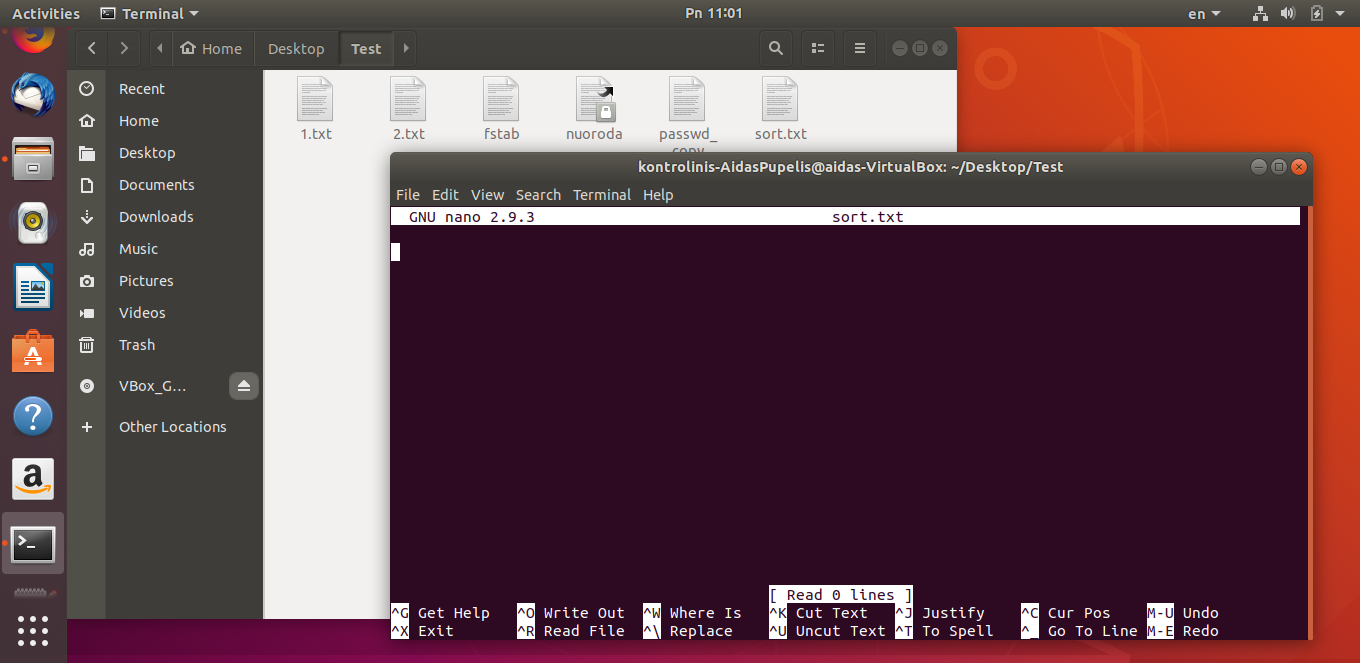 Activities Terminal Pn 11:01 en
Home Desktop Test
Recent
Home
Desktop
Documents
Downloads
Music
Pictures
Videos
Trash
VBox_G...
Other Locations
1.txt 2.txt fstab nuoroda passwd_ sort.txt
copy
kontrolinis-AidasPupelis@aidas-VirtualBox: ~/Desktop/Test
File Edit View Search Terminal Help
GNU nano 2.9.3 sort.txt
[ Read 0 lines ]
^G Get Help ^O Write Out ^W Where Is ^K Cut Text ^J Justify ^C Cur Pos M-U Undo
^X Exit ^R Read File ^\ Replace ^U Uncut Text ^T To Spell ^_ Go To Line M-E Redo